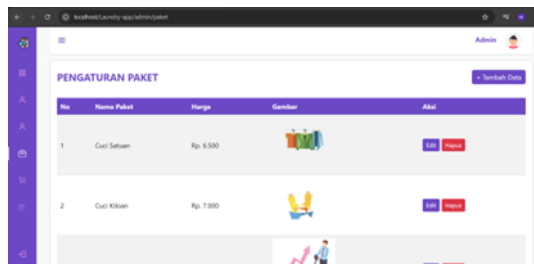 localhost/laundry-app/admin/paket
Admin
PENGATURAN PAKET
+ Tambah Data
No Nama Paket Harga Gambar Aksi
1 Cuci Satuan Rp. 6.500 Edit Hapus
2 Cuci Kiloan Rp. 7.000 Edit Hapus